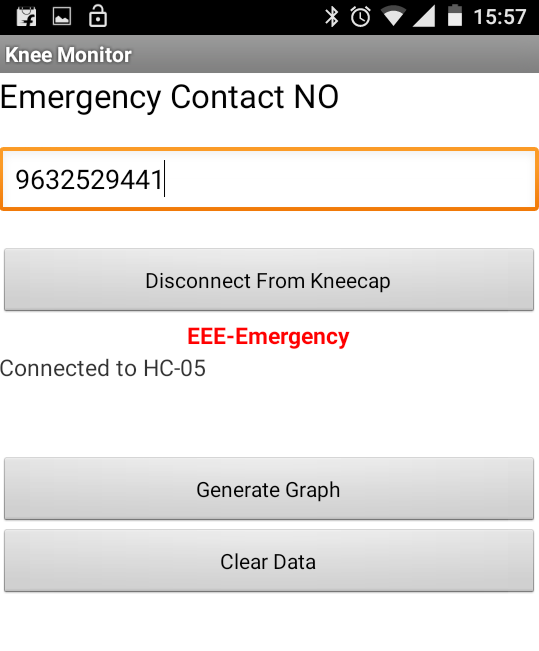 15:57
Knee Monitor
Emergency Contact NO
9632529441
Disconnect From Kneecap
EEE-Emergency
Connected to HC-05
Generate Graph
Clear Data